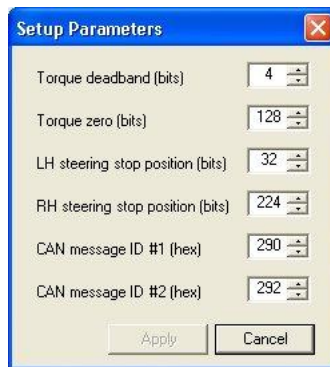 Setup Parameters
Torque deadband (bits) 4
Torque zero (bits) 128
LH steering stop position (bits) 32
RH steering stop position (bits) 224
CAN message ID #1 (hex) 290
CAN message ID #2 (hex) 292
Apply Cancel